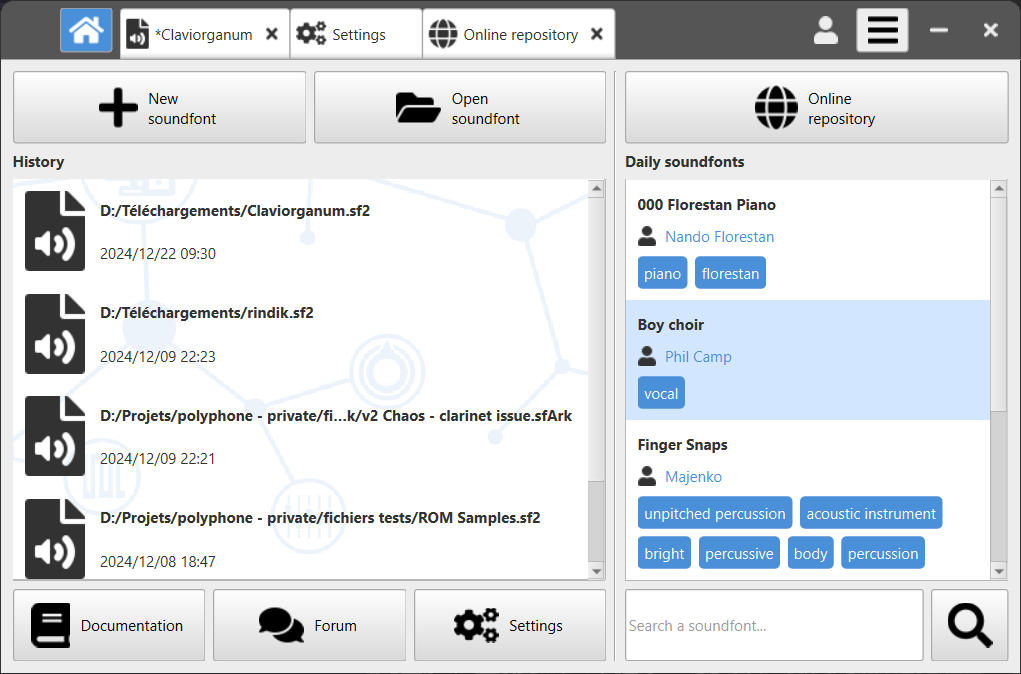 *Claviorganum
Settings
Online repository
New
soundfont
Open
soundfont
Online
repository
History
D:/Téléchargements/Claviorganum.sf2
2024/12/22 09:30
D:/Téléchargements/rindik.sf2
2024/12/09 22:23
D:/Projets/polyphone - private/fi...k/v2 Chaos - clarinet issue.sfArk
2024/12/09 22:21
D:/Projets/polyphone - private/fichiers tests/ROM Samples.sf2
2024/12/08 18:47
Daily soundfonts
000 Florestan Piano
Nando Florestan
piano florestan
Boy choir
Phil Camp
vocal
Finger Snaps
Majenko
unpitched percussion acoustic instrument
bright percussive body percussion
Documentation
Forum
Settings
Search a soundfont...